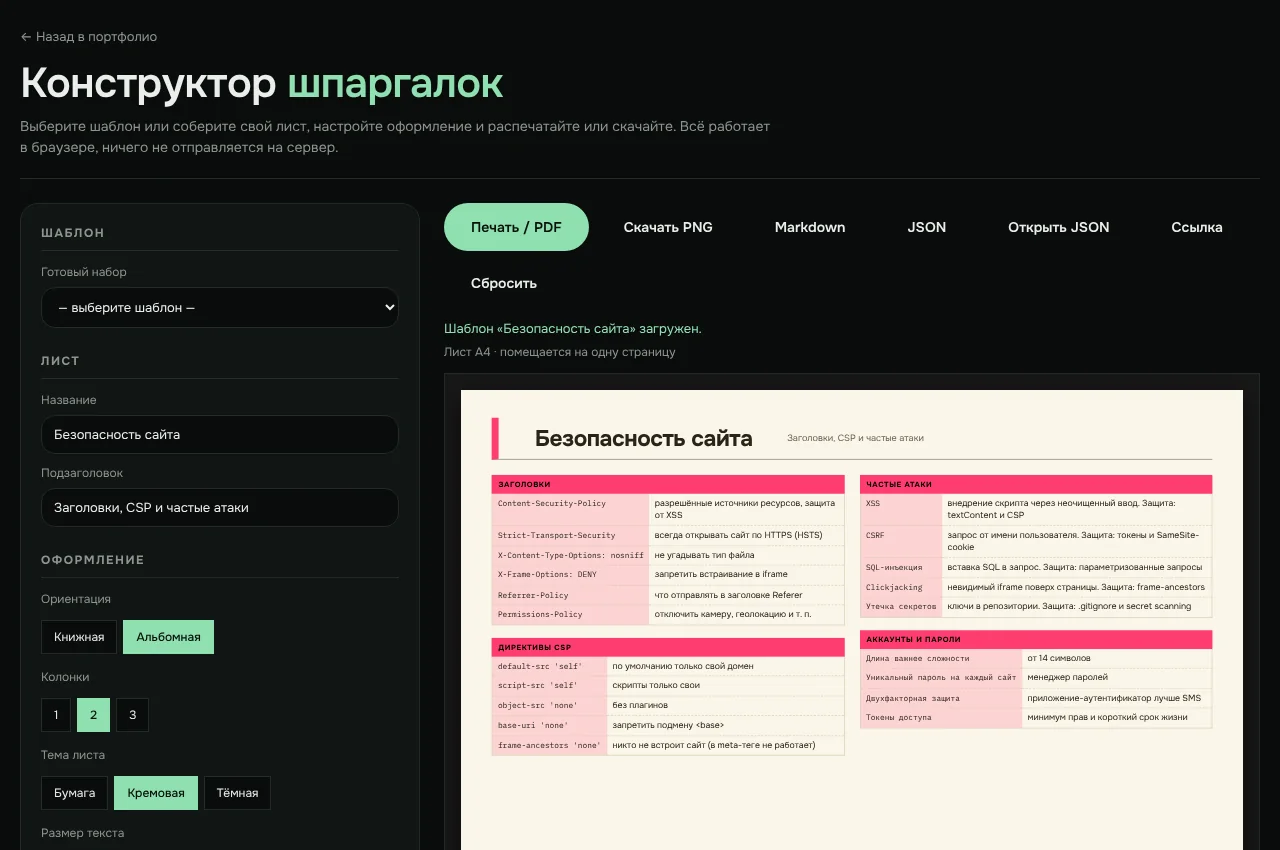 ← Назад в портфолио
Конструктор шпаргалок
Выберите шаблон или соберите свой лист, настройте оформление и распечатайте или скачайте. Всё работает
в браузере, ничего не отправляется на сервер.
ШАБЛОН
Готовый набор
— выберите шаблон —
ЛИСТ
Название
Безопасность сайта
Подзаголовок
Заголовки, CSP и частые атаки
ОФОРМЛЕНИЕ
Ориентация
Книжная Альбомная
Колонки
1 2 3
Тема листа
Бумага Кремовая Тёмная
Размер текста
Печать / PDF Скачать PNG Markdown JSON Открыть JSON Ссылка
Сбросить
Шаблон «Безопасность сайта» загружен.
Лист A4 · помещается на одну страницу
Безопасность сайта Заголовки, CSP и частые атаки
ЗАГОЛОВКИ
Content-Security-Policy разрешённые источники ресурсов, защита
от XSS
Strict-Transport-Security всегда открывать сайт по HTTPS (HSTS)
X-Content-Type-Options: nosniff не угадывать тип файла
X-Frame-Options: DENY запретить встраивание в iframe
Referrer-Policy что отправлять в заголовке Referer
Permissions-Policy отключить камеру, геолокацию и т. п.
ДИРЕКТИВЫ CSP
default-src 'self' по умолчанию только свой домен
script-src 'self' скрипты только свои
object-src 'none' без плагинов
base-uri 'none' запретить подмену <base>
frame-ancestors 'none' никто не встроит сайт (в meta-теге не работает)
ЧАСТЫЕ АТАКИ
XSS внедрение скрипта через неочищенный ввод. Защита:
textContent и CSP
CSRF запрос от имени пользователя. Защита: токены и SameSite-
cookie
SQL-инъекция вставка SQL в запрос. Защита: параметризованные запросы
Clickjacking невидимый iframe поверх страницы. Защита: frame-ancestors
Утечка секретов ключи в репозитории. Защита: .gitignore и secret scanning
АККАУНТЫ И ПАРОЛИ
Длина важнее сложности от 14 символов
Уникальный пароль на каждый сайт менеджер паролей
Двухфакторная защита приложение-аутентификатор лучше SMS
Токены доступа минимум прав и короткий срок жизни